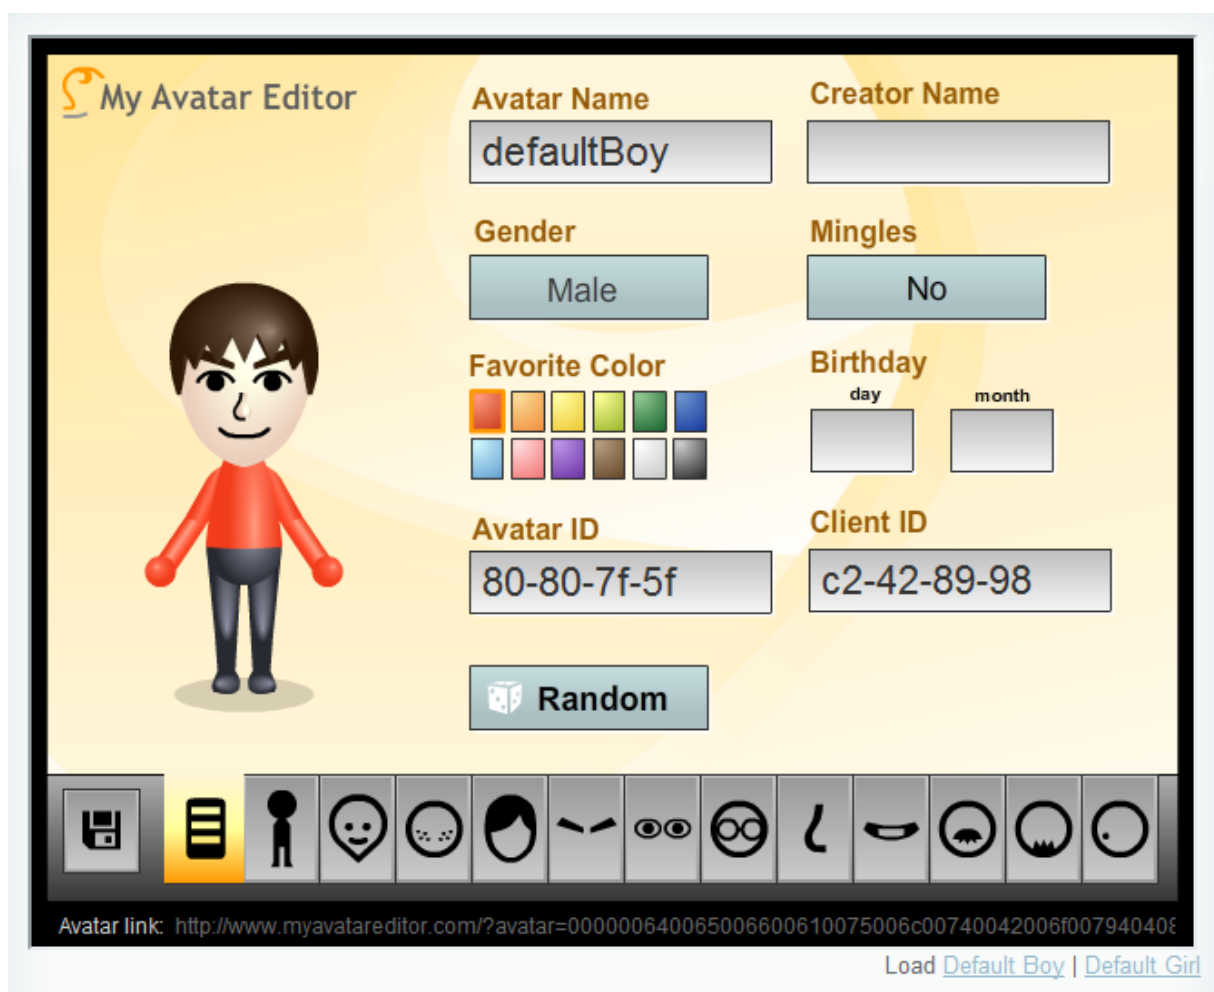 My Avatar Editor
Avatar Name
Creator Name
defaultBoy
Gender
Mingles
Male
No
Favorite Color
Birthday
day
month
Avatar ID
Client ID
80-80-7f-5f
c2-42-89-98
Random
Avatar link: http://www.myavatareditor.com/?avatar=000000640065006600610075006c00740042006f007940408
Load Default Boy | Default Girl